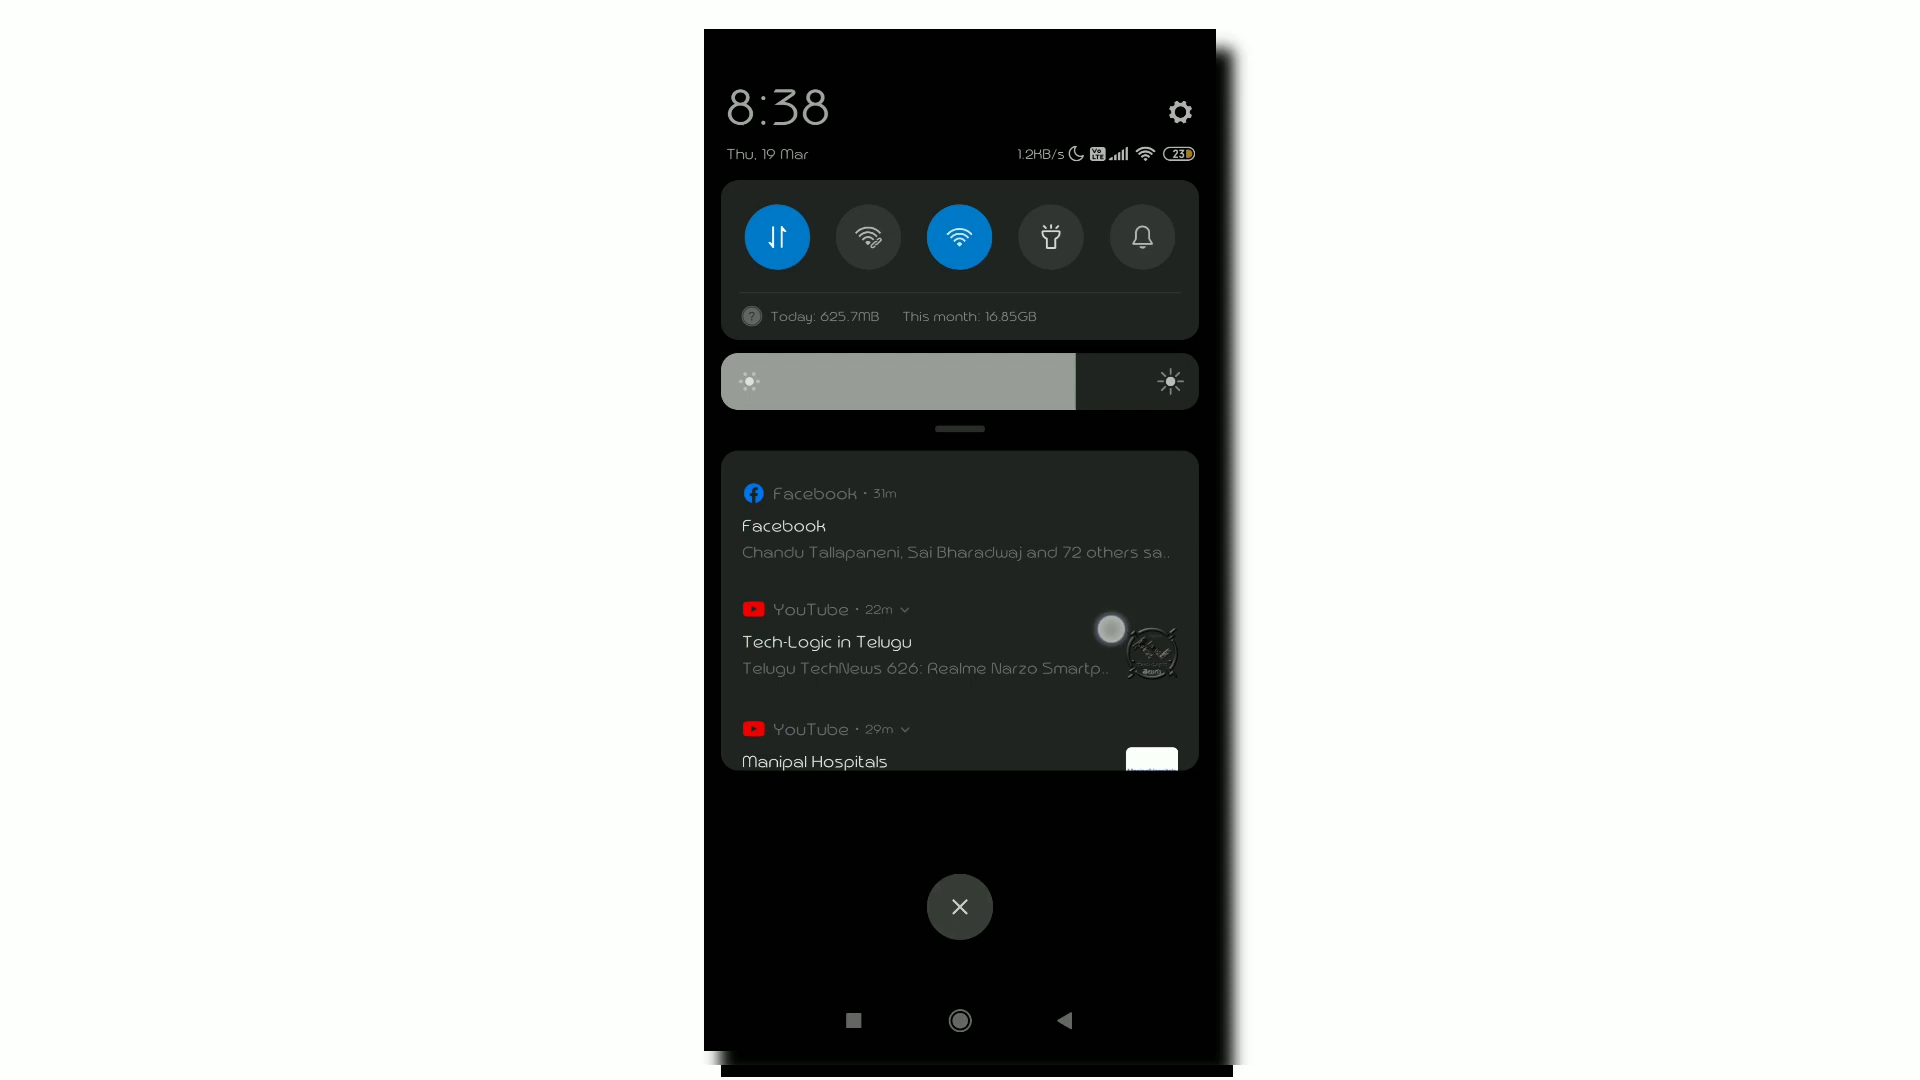 8:38
Thu, 19 Mar
1.2KB/s Vo LTE 23
Today: 625.7MB This month: 16.85GB
Facebook · 31m
Facebook
Chandu Tallapaneni, Sai Bharadwaj and 72 others sa..
YouTube · 22m
Tech-Logic in Telugu
Telugu TechNews 626: Realme Narzo Smartp..
తెలుగు
YouTube · 29m
Manipal Hospitals